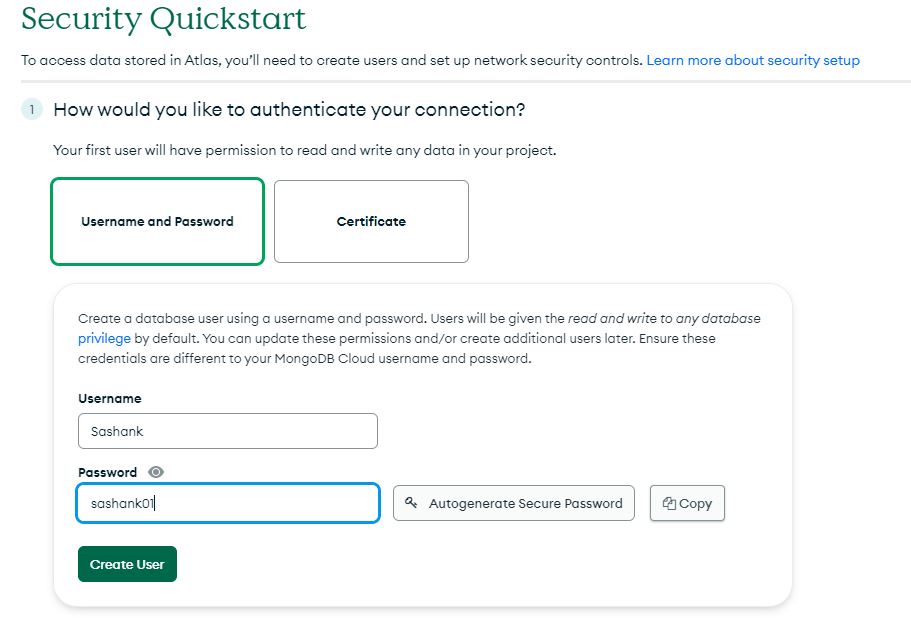 Security Quickstart
To access data stored in Atlas, you'll need to create users and set up network security controls. Learn more about security setup
1 How would you like to authenticate your connection?
Your first user will have permission to read and write any data in your project.
Username and Password Certificate
Create a database user using a username and password. Users will be given the read and write to any database
privilege by default. You can update these permissions and/or create additional users later. Ensure these
credentials are different to your MongoDB Cloud username and password.
Username
Sashank
Password
sashank01 Autogenerate Secure Password Copy
Create User